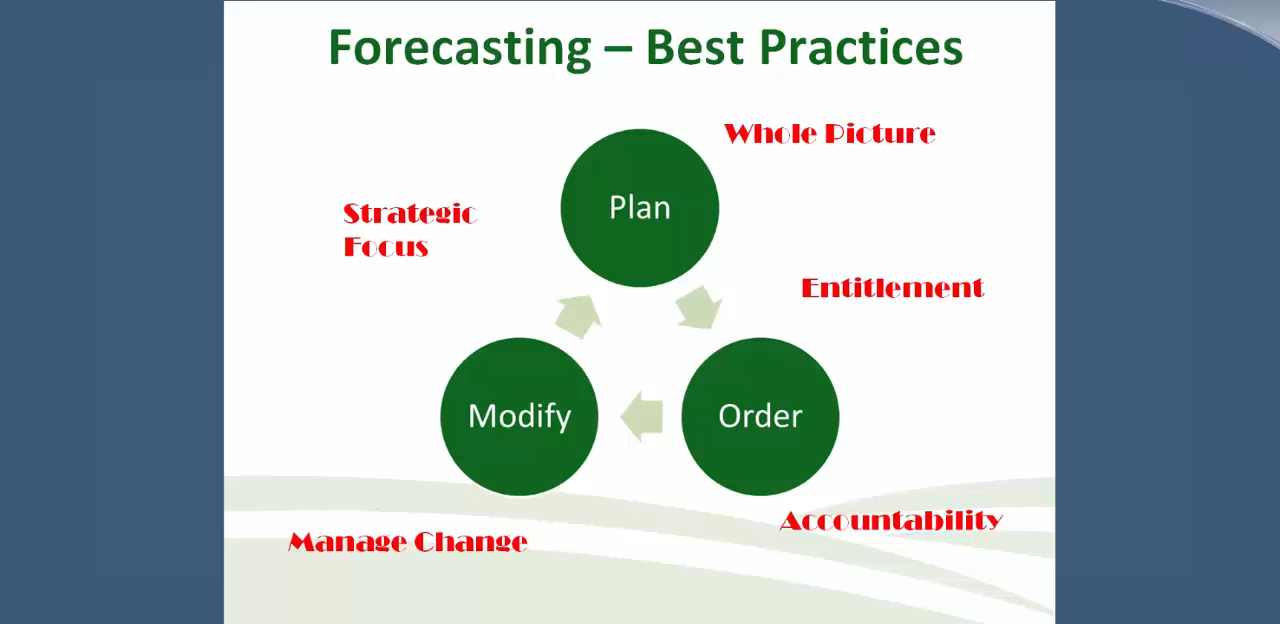 Forecasting – Best Practices
Whole Picture
Plan
Strategic
Focus
Entitlement
Modify
Order
Accountability
Manage Change